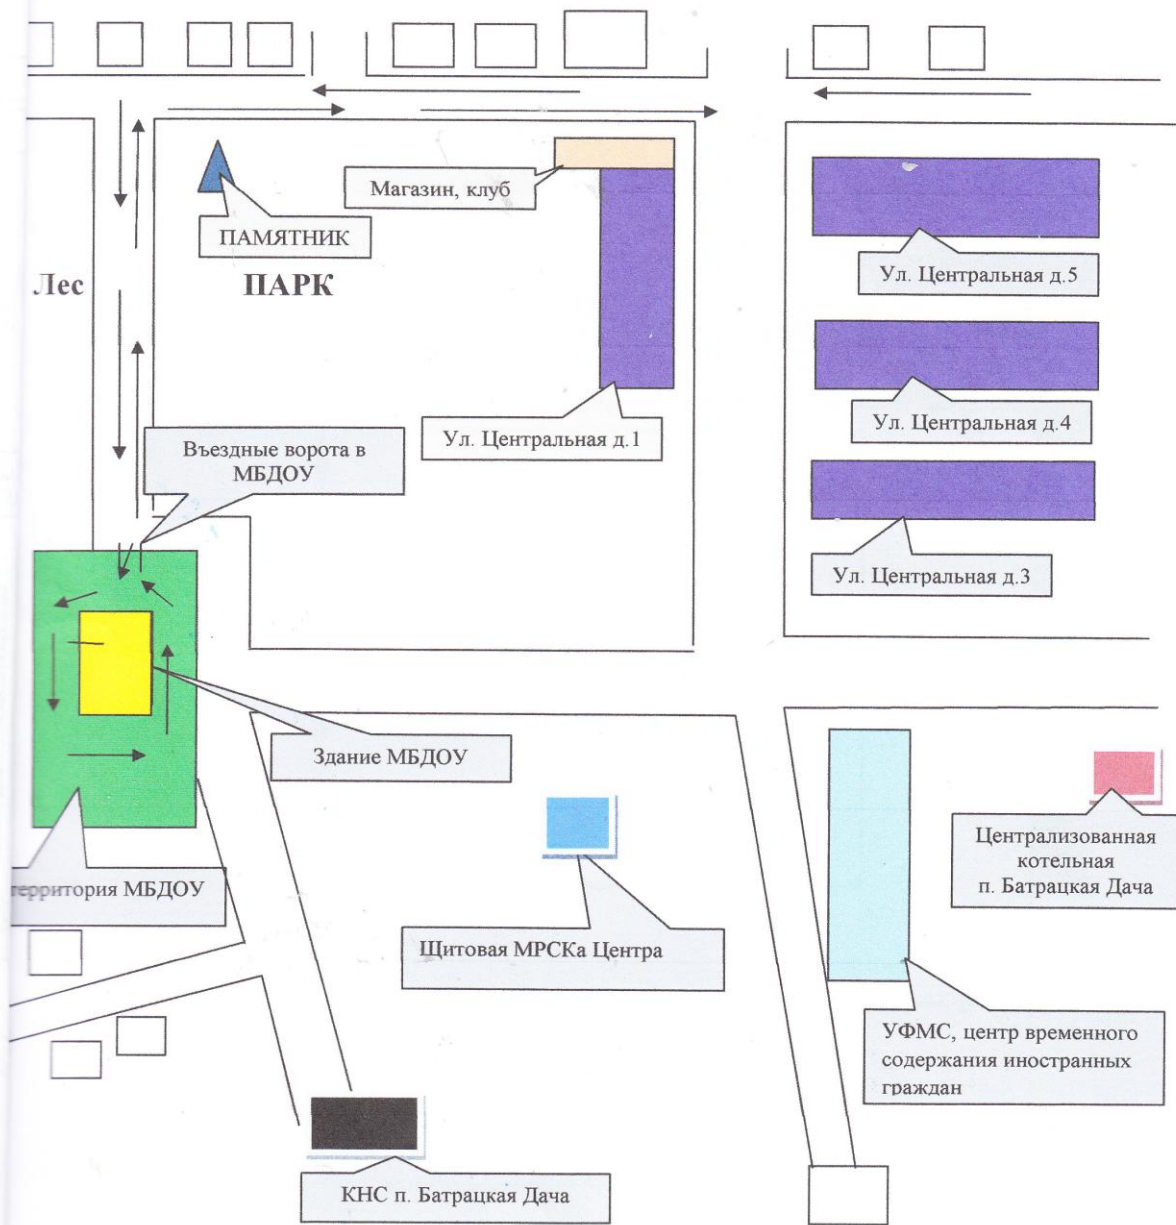 Магазин, клуб
ПАМЯТНИК
Лес
ПАРК
Ул. Центральная д.5
Ул. Центральная д.4
Ул. Центральная д.1
Въездные ворота в
МБДОУ
Ул. Центральная д.3
Здание МБДОУ
территория МБДОУ
Щитовая МРСКа Центра
Централизованная
котельная
п. Батрацкая Дача
УФМС, центр временного
содержания иностранных
граждан
КНС п. Батрацкая Дача